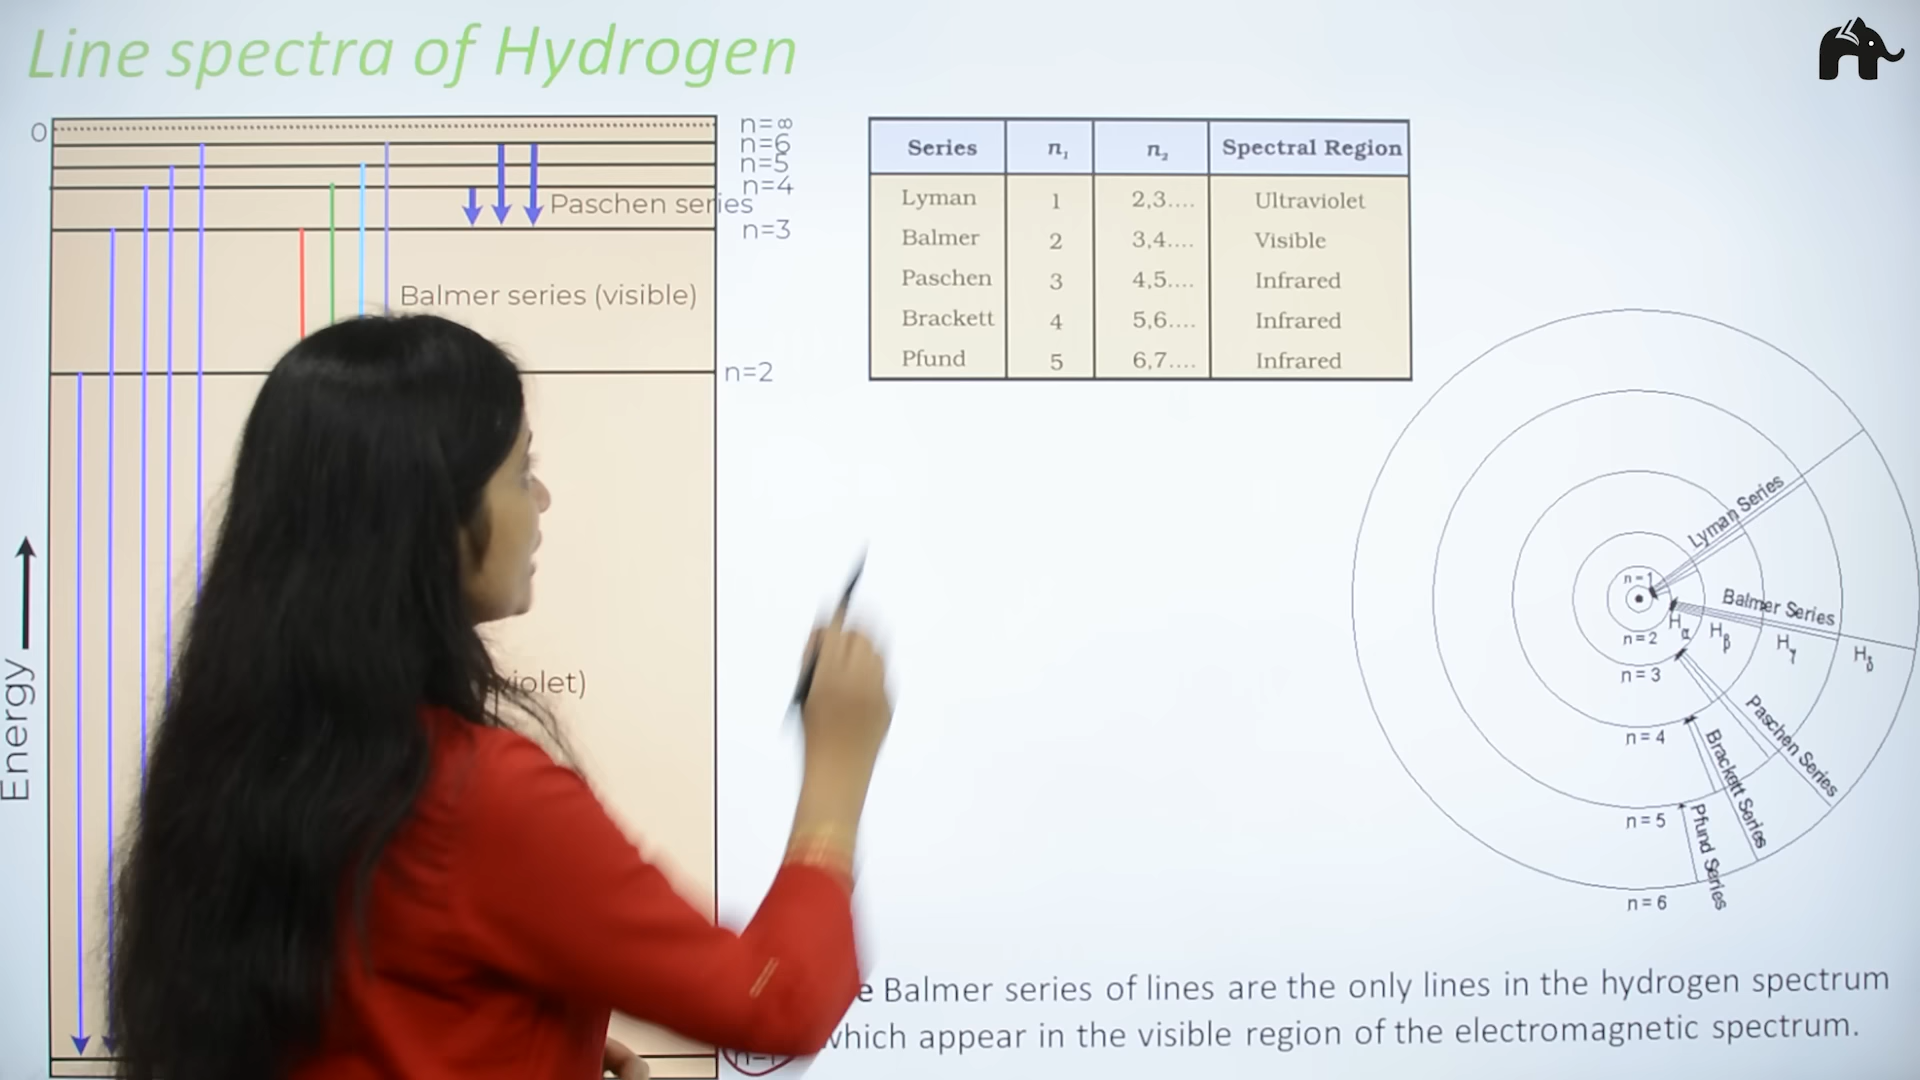 Line spectra of Hydrogen
0
n=∞
n=6
n=5
n=4
Paschen series
n=3
Balmer series (visible)
n=2
violet)
n=1
Energy
Series n₁ n₂ Spectral Region
Lyman 1 2,3.... Ultraviolet
Balmer 2 3,4.... Visible
Paschen 3 4,5.... Infrared
Brackett 4 5,6.... Infrared
Pfund 5 6,7.... Infrared
Lyman Series
n=1
Balmer Series
Hα Hβ Hγ Hδ
n=2
n=3
Paschen Series
n=4
Brackett Series
n=5
Pfund Series
n=6
e Balmer series of lines are the only lines in the hydrogen spectrum
which appear in the visible region of the electromagnetic spectrum.